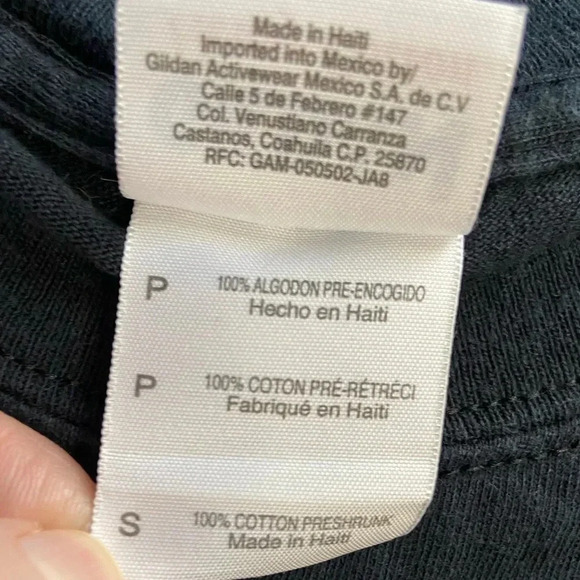 Made in Haiti
Imported into Mexico by/
Gildan Activewear Mexico S.A. de C.V
Calle 5 de Febrero #147
Col. Venustiano Carranza
Castanos, Coahuila C.P. 25870
RFC: GAM-050502-JA8
P 100% ALGODON PRE-ENCOGIDO
Hecho en Haiti
P 100% COTON PRÉ-RÉTRÉCI
Fabriqué en Haïti
S 100% COTTON PRESHRUNK
Made in Haiti